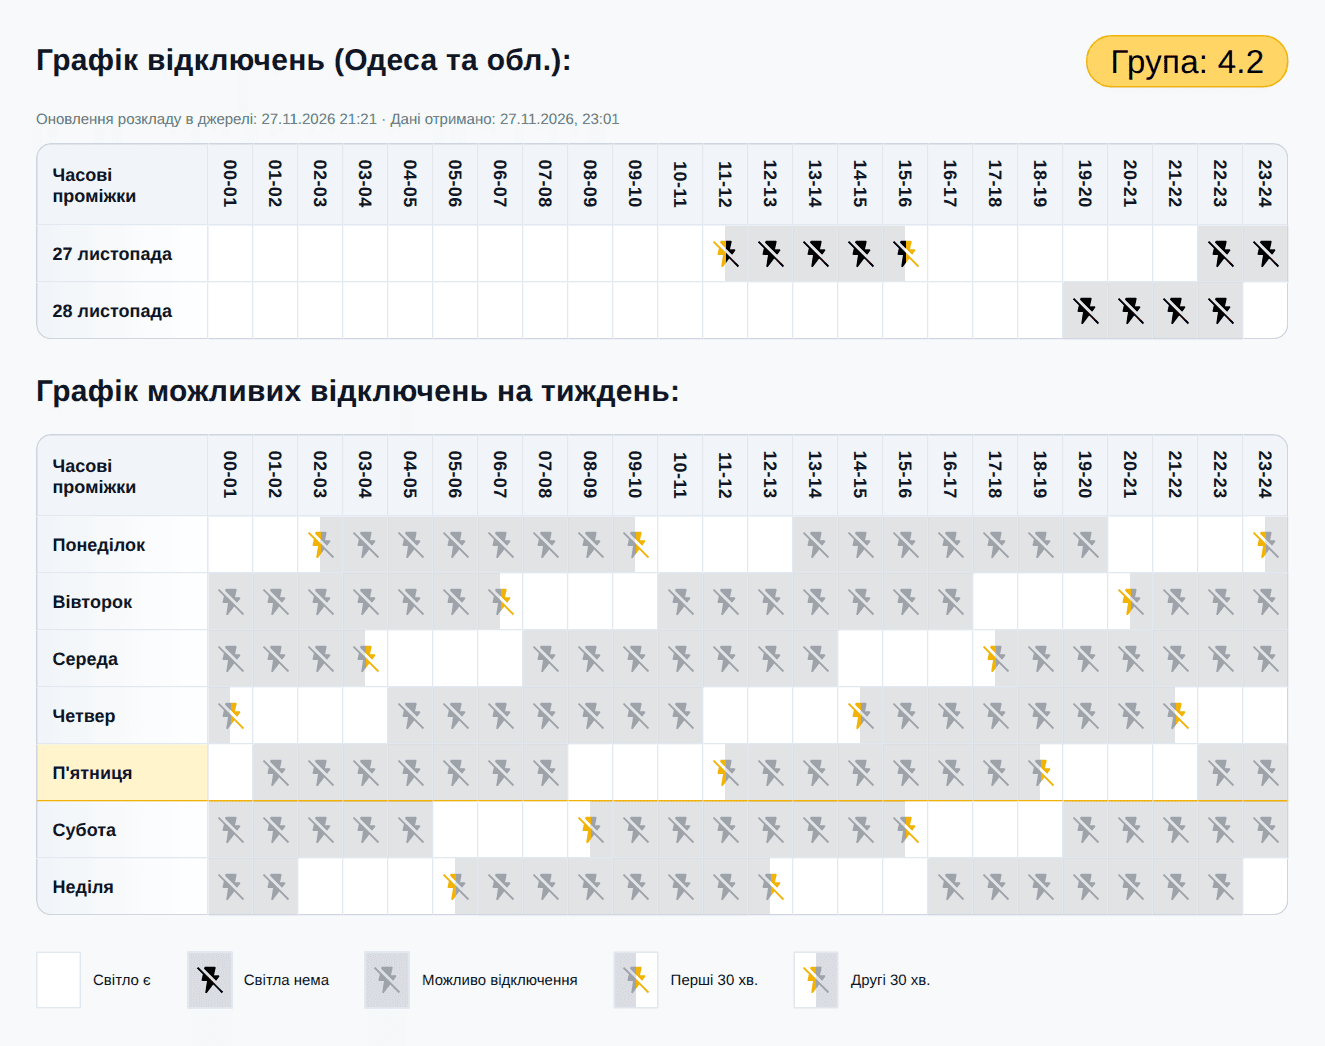 Графік відключень (Одеса та обл.):
Група: 4.2
Оновлення розкладу в джерелі: 27.11.2026 21:21 · Дані отримано: 27.11.2026, 23:01
Часові проміжки 00-01 01-02 02-03 03-04 04-05 05-06 06-07 07-08 08-09 09-10 10-11 11-12 12-13 13-14 14-15 15-16 16-17 17-18 18-19 19-20 20-21 21-22 22-23 23-24
27 листопада
28 листопада
Графік можливих відключень на тиждень:
Часові проміжки 00-01 01-02 02-03 03-04 04-05 05-06 06-07 07-08 08-09 09-10 10-11 11-12 12-13 13-14 14-15 15-16 16-17 17-18 18-19 19-20 20-21 21-22 22-23 23-24
Понеділок
Вівторок
Середа
Четвер
П'ятниця
Субота
Неділя
Світло є Світла нема Можливо відключення Перші 30 хв. Другі 30 хв.